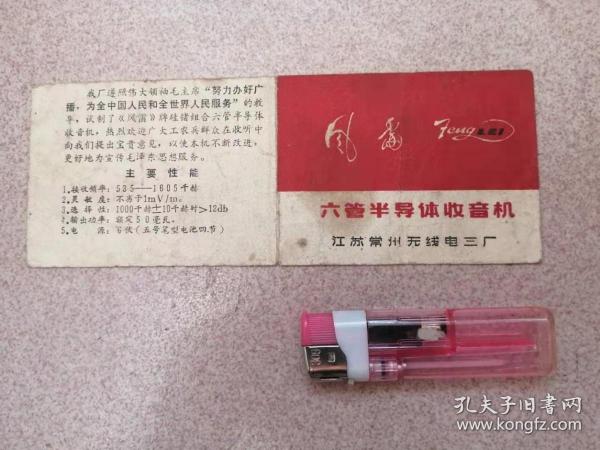 我厂遵照伟大领袖毛主席“努力办好广
播，为全中国人民和全世界人民服务”的教
导，试制了《风雷》牌硅锗组合六管半导体
收音机，热烈欢迎广大工农兵群众在收听中
向我们提出宝贵意见，以使本机不断改进，
更好地为宣传毛泽东思想服务。
主要性能
1.接收频率：535——1605千赫
2.灵敏度：不劣于1mV/m。
3.选择性：1000千赫±10千赫时＞12db
4.输出功率：额定50毫瓦。
5.电源：6伏（五号笔型电池四节）
风雷 Feng LEI
六管半导体收音机
江苏常州无线电三厂
孔夫子旧书网
www.kongfz.com